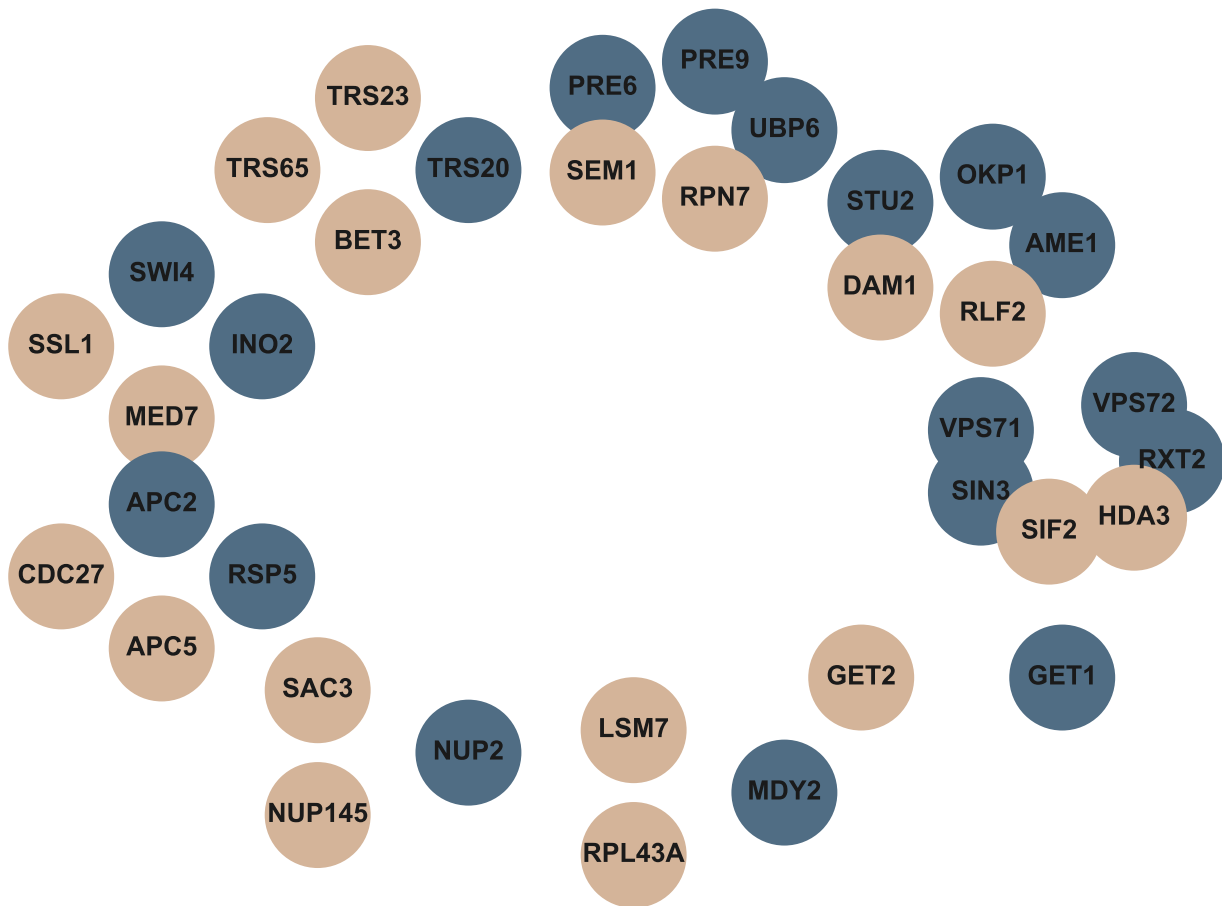 PRE9
PRE6
TRS23
UBP6
TRS65
TRS20
SEM1
OKP1
RPN7
STU2
BET3
AME1
SWI4
DAM1
RLF2
SSL1
INO2
VPS72
MED7
VPS71
RXT2
SIN3
APC2
HDA3
SIF2
CDC27
RSP5
APC5
GET2
GET1
SAC3
LSM7
NUP2
MDY2
NUP145
RPL43A